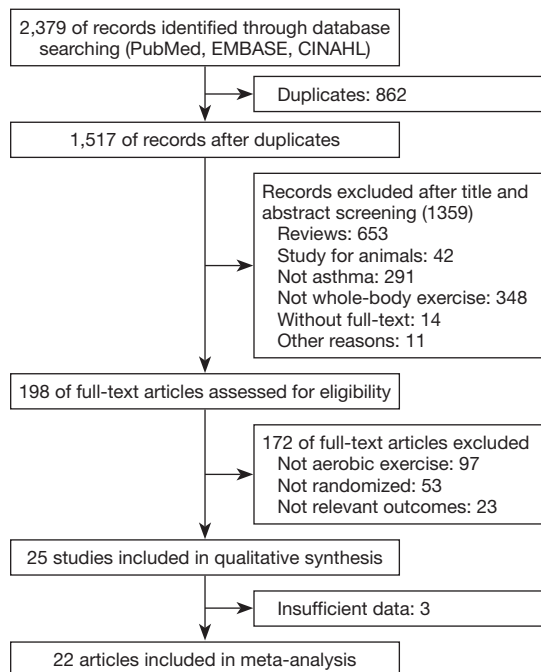 2,379 of records identified through database
searching (PubMed, EMBASE, CINAHL)
Duplicates: 862
1,517 of records after duplicates
Records excluded after title and
abstract screening (1359)
Reviews: 653
Study for animals: 42
Not asthma: 291
Not whole-body exercise: 348
Without full-text: 14
Other reasons: 11
198 of full-text articles assessed for eligibility
172 of full-text articles excluded
Not aerobic exercise: 97
Not randomized: 53
Not relevant outcomes: 23
25 studies included in qualitative synthesis
Insufficient data: 3
22 articles included in meta-analysis